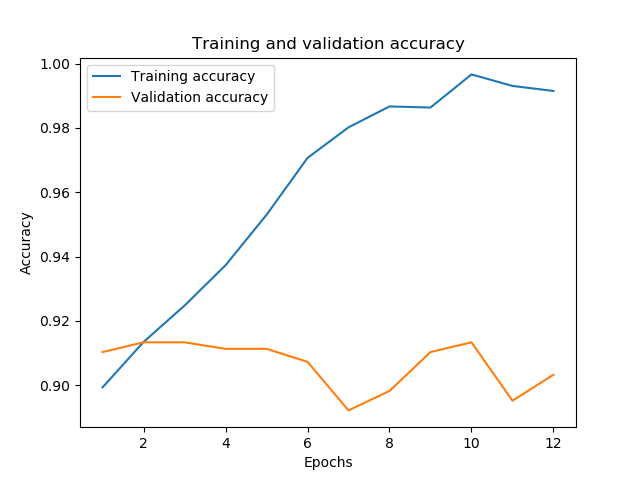 Training and validation accuracy
Training accuracy
Validation accuracy
1.00
0.98
0.96
0.94
0.92
0.90
Accuracy
2 4 6 8 10 12
Epochs